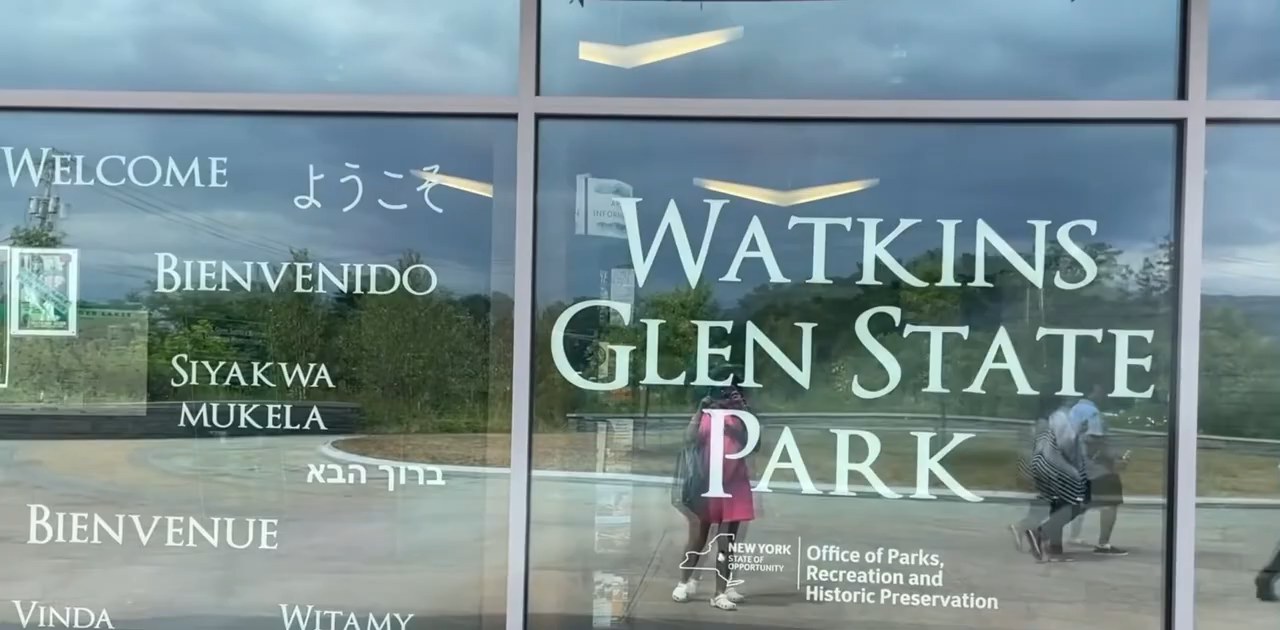 WELCOME
ようこそ
BIENVENIDO
SIYAKWA
MUKELA
ברוך הבא
BIENVENUE
VINDA
WITAMY
WATKINS
GLEN STATE
PARK
NEW YORK
STATE OF
OPPORTUNITY
Office of Parks,
Recreation and
Historic Preservation